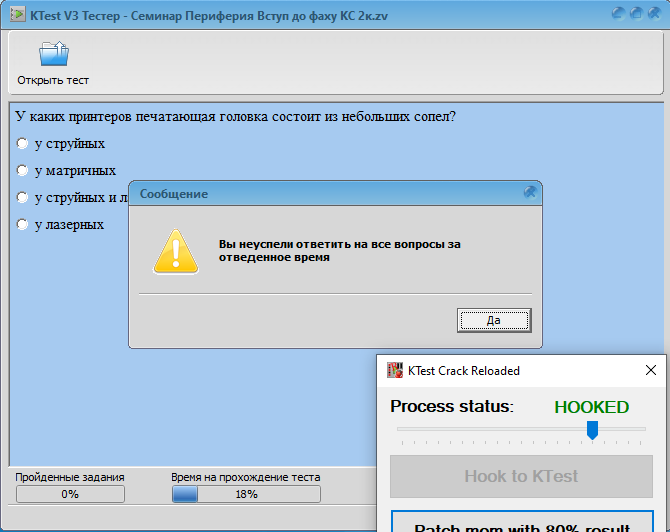 KTest V3 Тестер - Семинар Периферия Вступ до фаху КС 2к.zv
Открыть тест
У каких принтеров печатающая головка состоит из небольших сопел?
у струйных
у матричных
у струйных и л
у лазерных
Сообщение
Вы неуспели ответить на все вопросы за
отведенное время
Да
KTest Crack Reloaded
Process status: HOOKED
Hook to KTest
Patch mem with 80% result
Пройденные задания
0%
Время на прохождение теста
18%